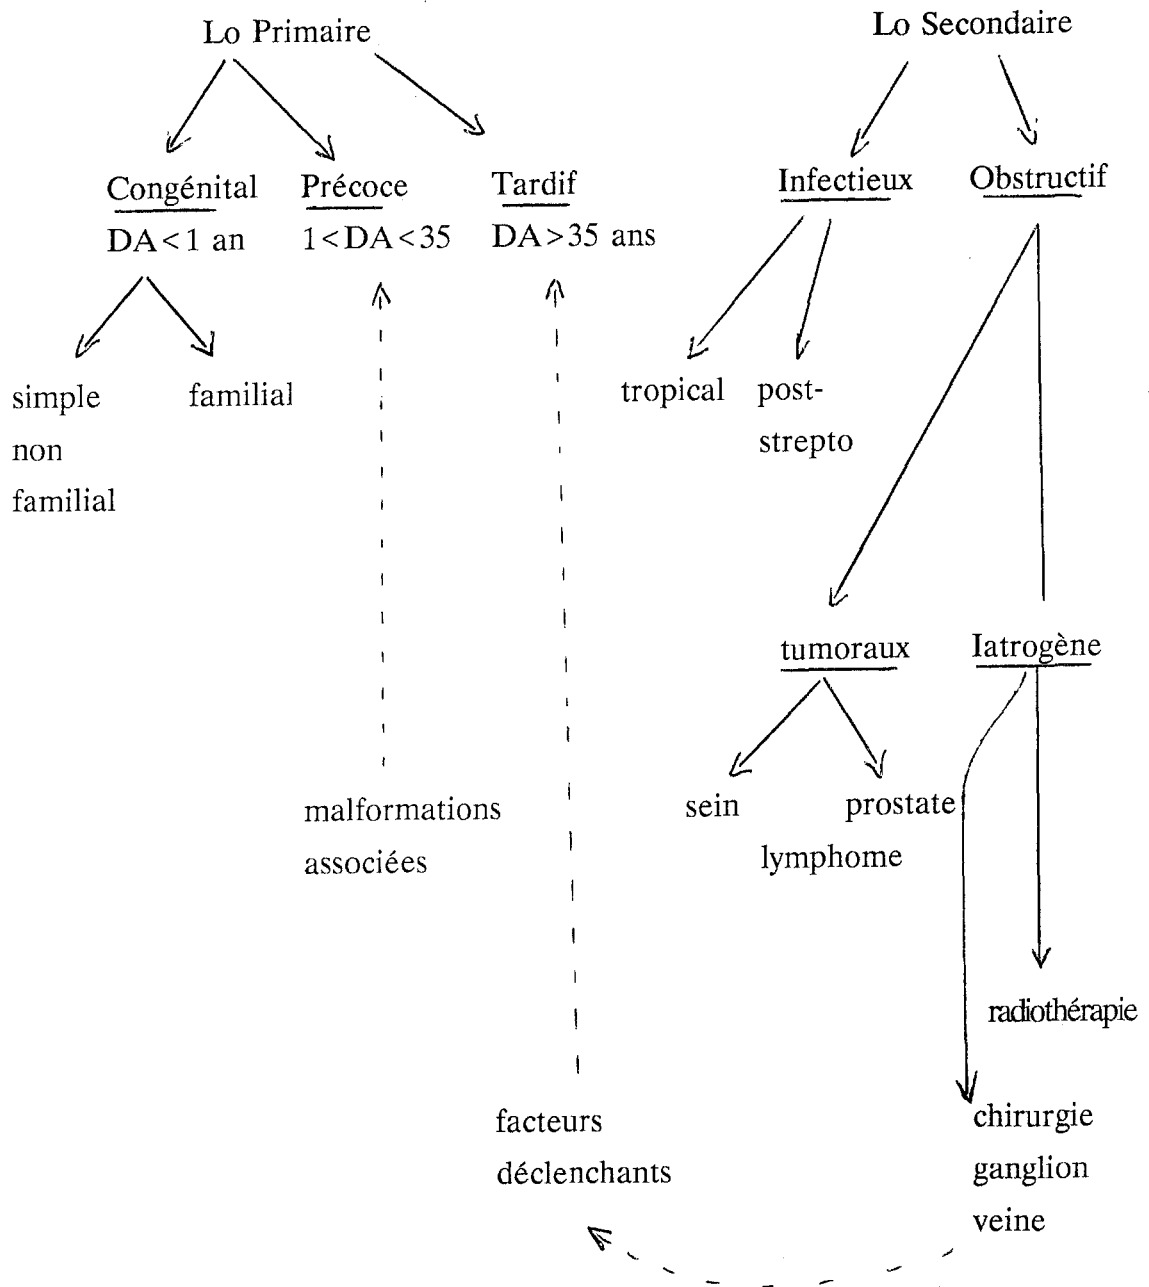 Lo Primaire
Lo Secondaire
Congénital
DA<1 an
Précoce
1<DA<35
Tardif
DA>35 ans
Infectieux
Obstructif
simple
non
familial
familial
tropical
post-
strepto
tumoraux
Iatrogène
malformations
associées
sein
prostate
lymphome
radiothérapie
facteurs
déclenchants
chirurgie
ganglion
veine